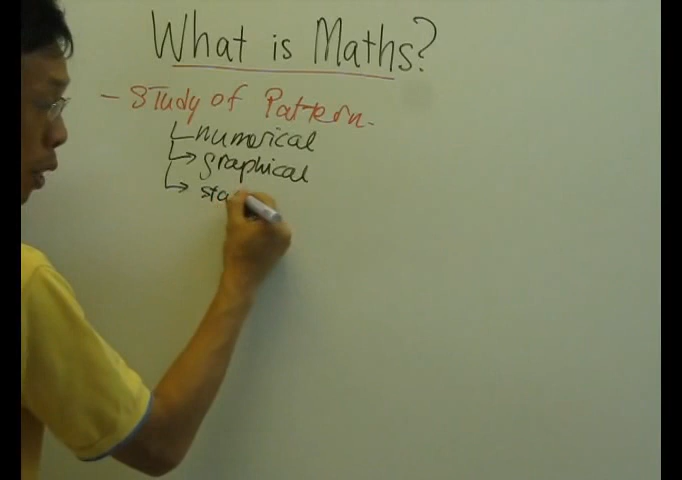 What is Maths?
- Study of Pattern.
numerical
→ graphical
→ sta